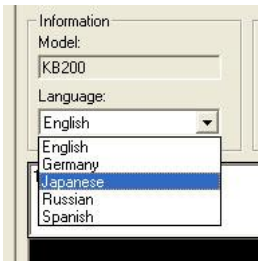 Information
Model:
KB200
Language:
English
English
Germany
Japanese
Russian
Spanish